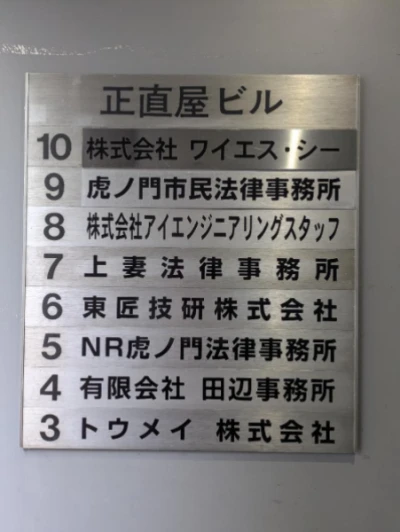 正直屋ビル
10 株式会社 ワイエス・シー
9 虎ノ門市民法律事務所
8 株式会社アイエンジニアリングスタッフ
7 上妻法律事務所
6 東匠技研株式会社
5 NR虎ノ門法律事務所
4 有限会社 田辺事務所
3 トウメイ 株式会社